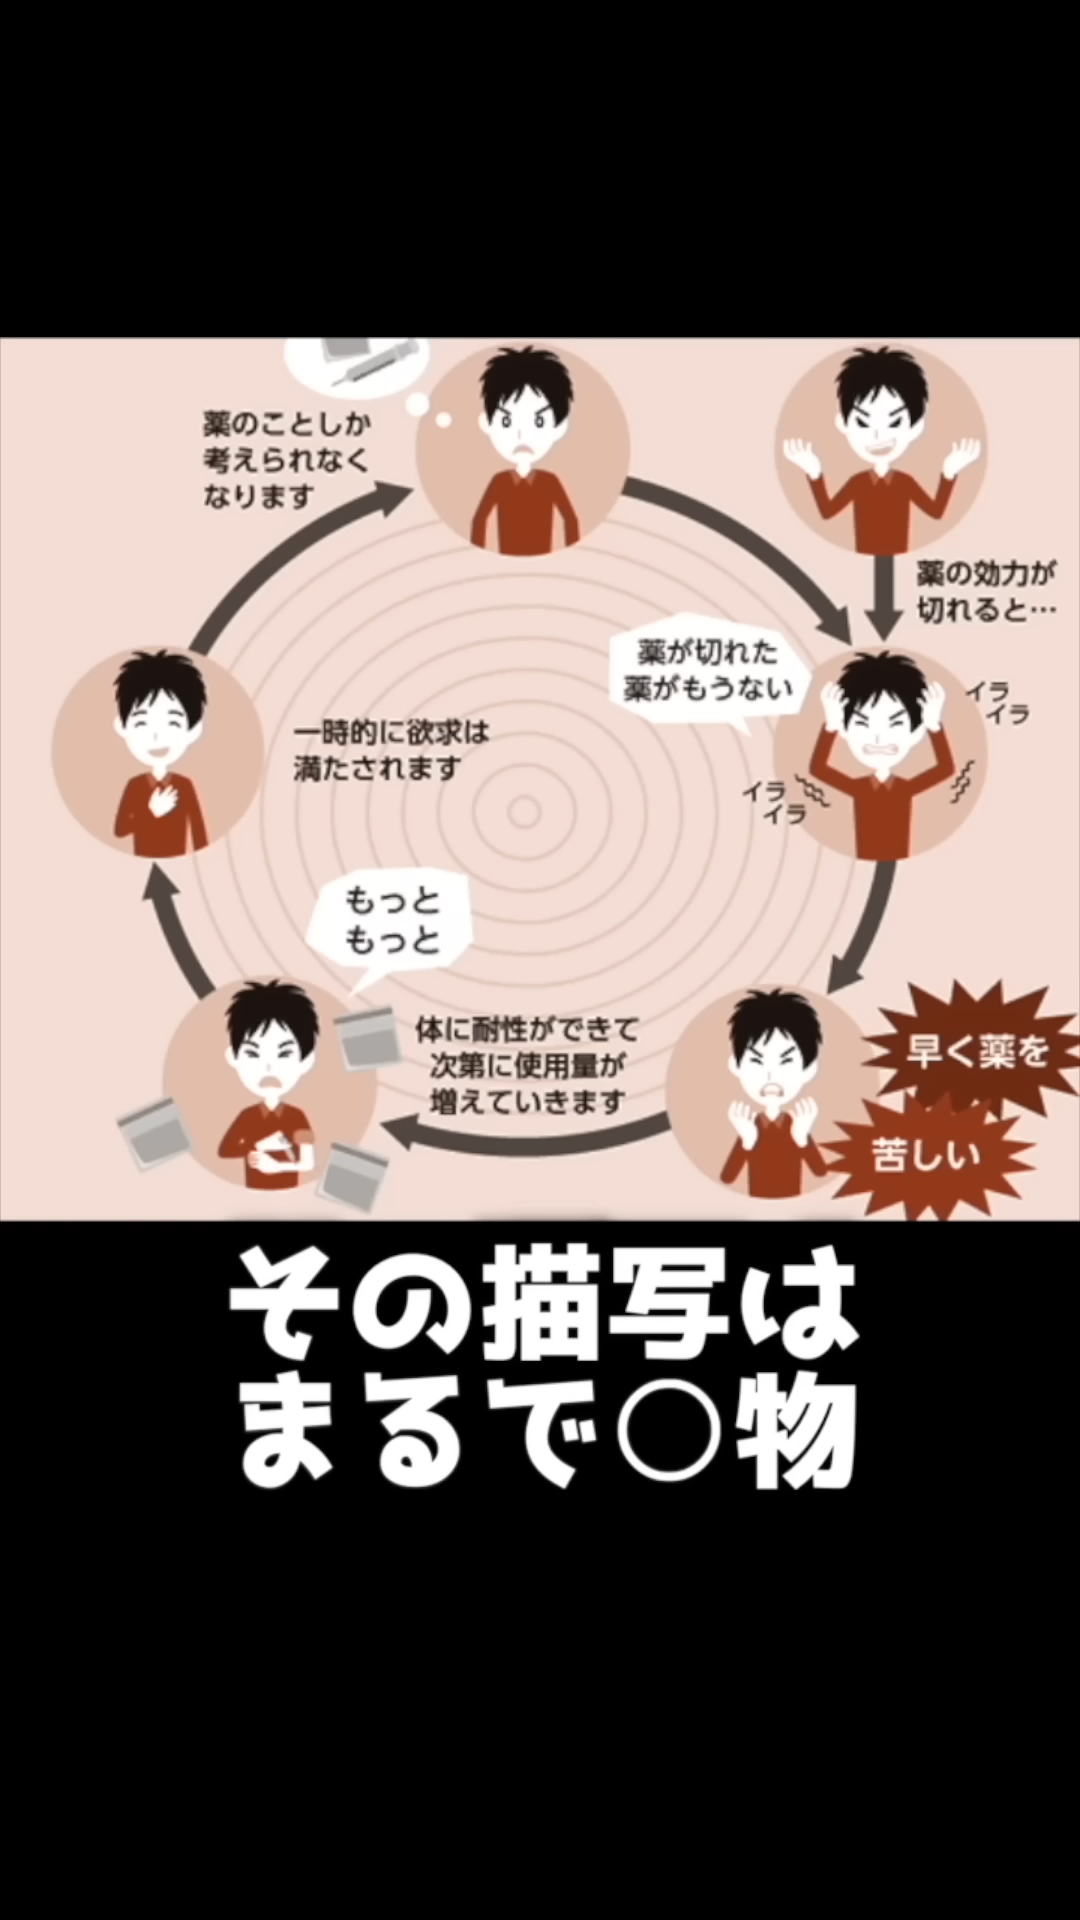 薬のことしか
考えられなく
なります
薬の効力が
切れると…
薬が切れた
薬がもうない
イラ
イラ
イラ
イラ
一時的に欲求は
満たされます
もっと
もっと
体に耐性ができて
次第に使用量が
増えていきます
早く薬を
苦しい
その描写は
まるで○物